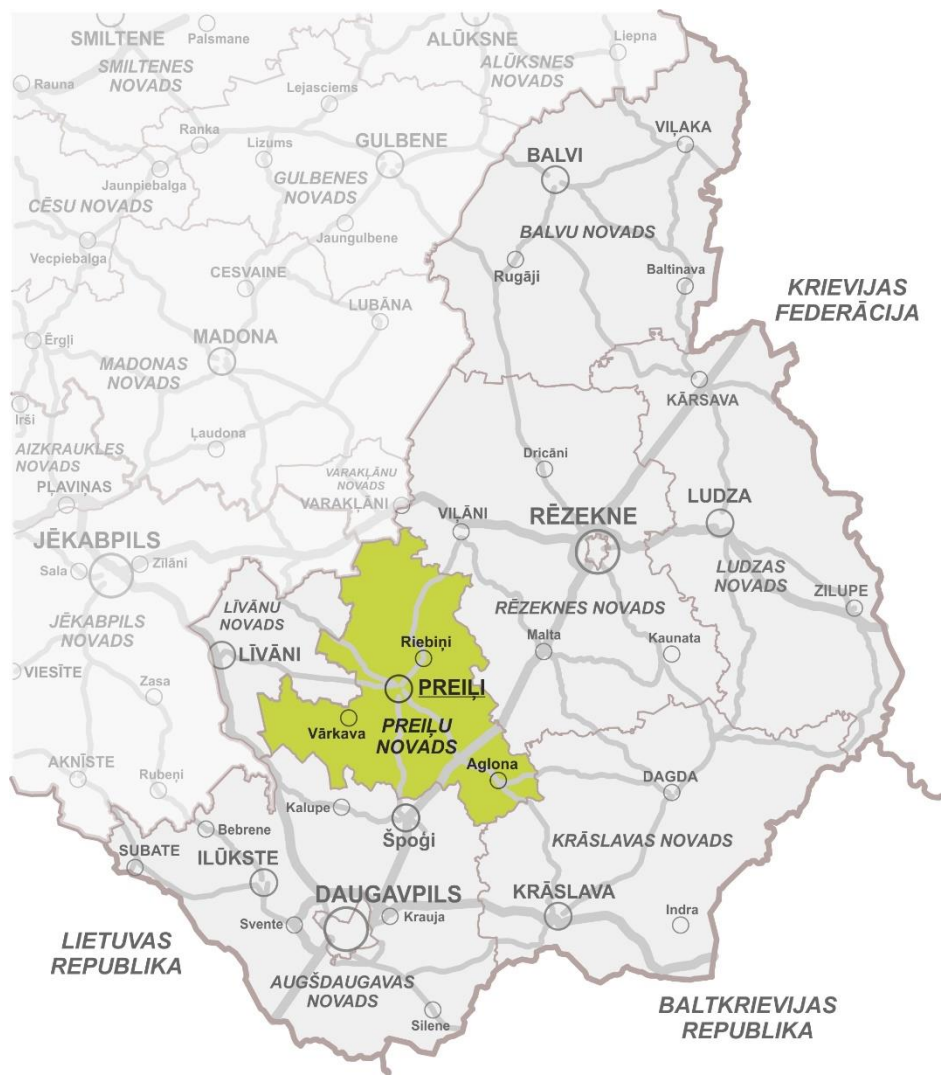 SMILTENE
Palsmane
ALŪKSNE
Liepna
SMILTENES
NOVADS
ALŪKSNES
NOVADS
Rauna
Lejasciems
Ranka
Lizums
GULBENE
VIĻAKA
BALVI
Jaunpiebalga
GULBENES
NOVADS
CĒSU NOVADS
Jaungulbene
BALVU NOVADS
Vecpiebalga
Rugāji
Baltinava
CESVAINE
KRIEVIJAS
FEDERĀCIJA
LUBĀNA
Ērgļi
MADONA
MADONAS
NOVADS
KĀRSAVA
Irši
Ļaudona
AIZKRAUKLES
NOVADS
Dricāni
VARAKĻĀNU
NOVADS
PĻAVIŅAS
VARAKĻĀNI
VIĻĀNI
RĒZEKNE
LUDZA
JĒKABPILS
Sala
Zīlāni
LUDZAS
NOVADS
LĪVĀNU
NOVADS
RĒZEKNES NOVADS
ZILUPE
JĒKABPILS
NOVADS
Riebiņi
Malta
Kaunata
LĪVĀNI
VIESĪTE
Zasa
PREIĻI
Vārkava
PREIĻU
NOVADS
AKNĪSTE
Rubeņi
Aglona
DAGDA
Kalupe
Bebrene
Špoģi
KRĀSLAVAS NOVADS
SUBATE
ILŪKSTE
DAUGAVPILS
KRĀSLAVA
Svente
Krauja
Indra
LIETUVAS
REPUBLIKA
AUGŠDAUGAVAS
NOVADS
BALTKRIEVIJAS
REPUBLIKA
Silene